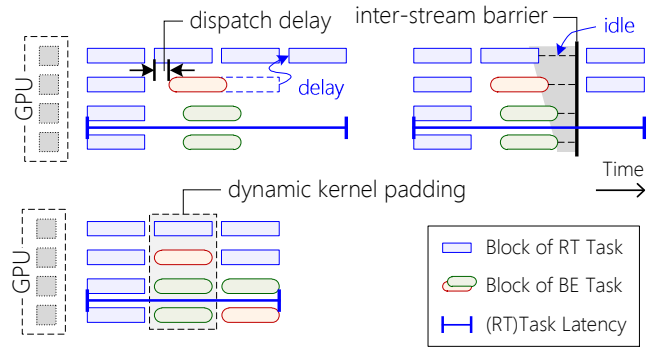 dispatch delay
inter-stream barrier
idle
GPU
delay
Time
dynamic kernel padding
GPU
Block of RT Task
Block of BE Task
(RT)Task Latency